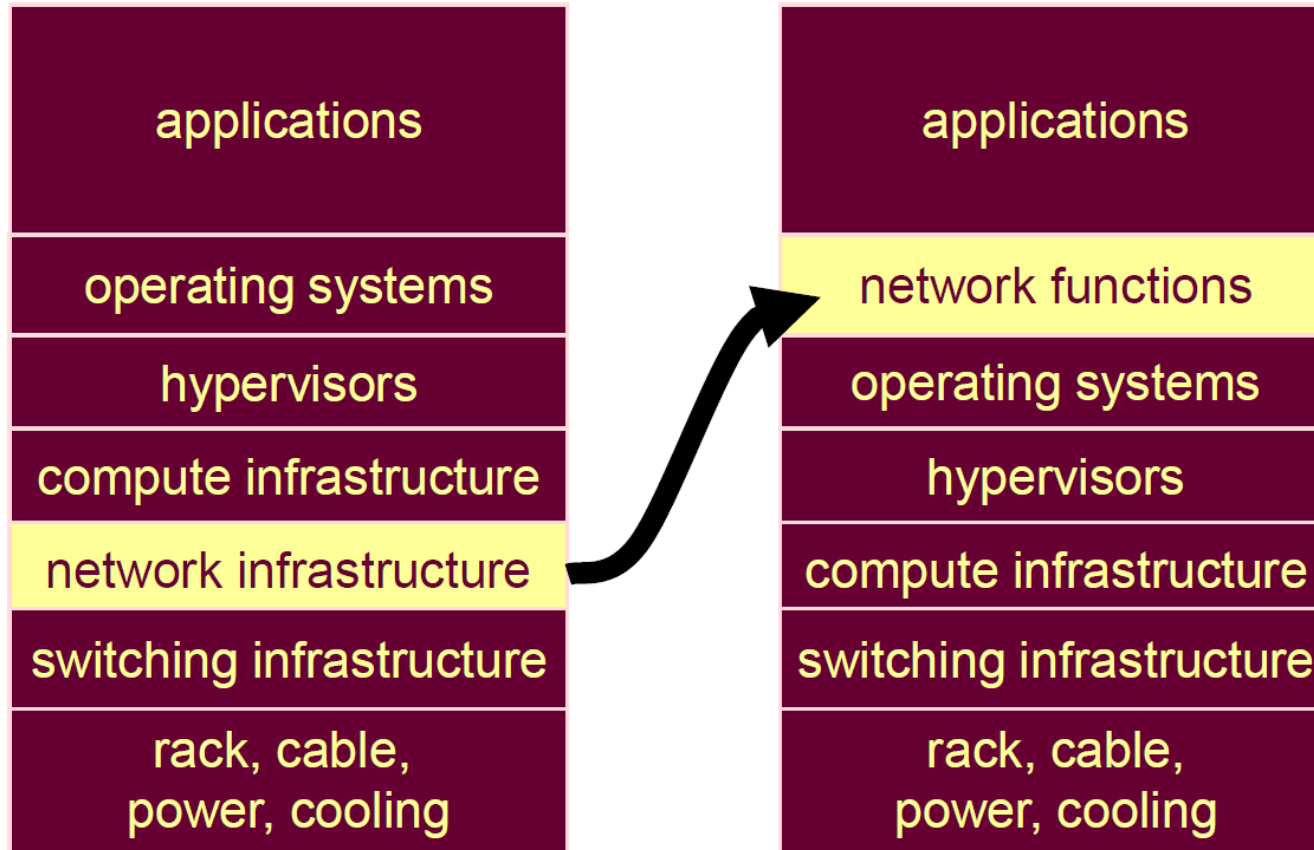 applications
operating systems
hypervisors
compute infrastructure
network infrastructure
switching infrastructure
rack, cable,
power, cooling
applications
network functions
operating systems
hypervisors
compute infrastructure
switching infrastructure
rack, cable,
power, cooling